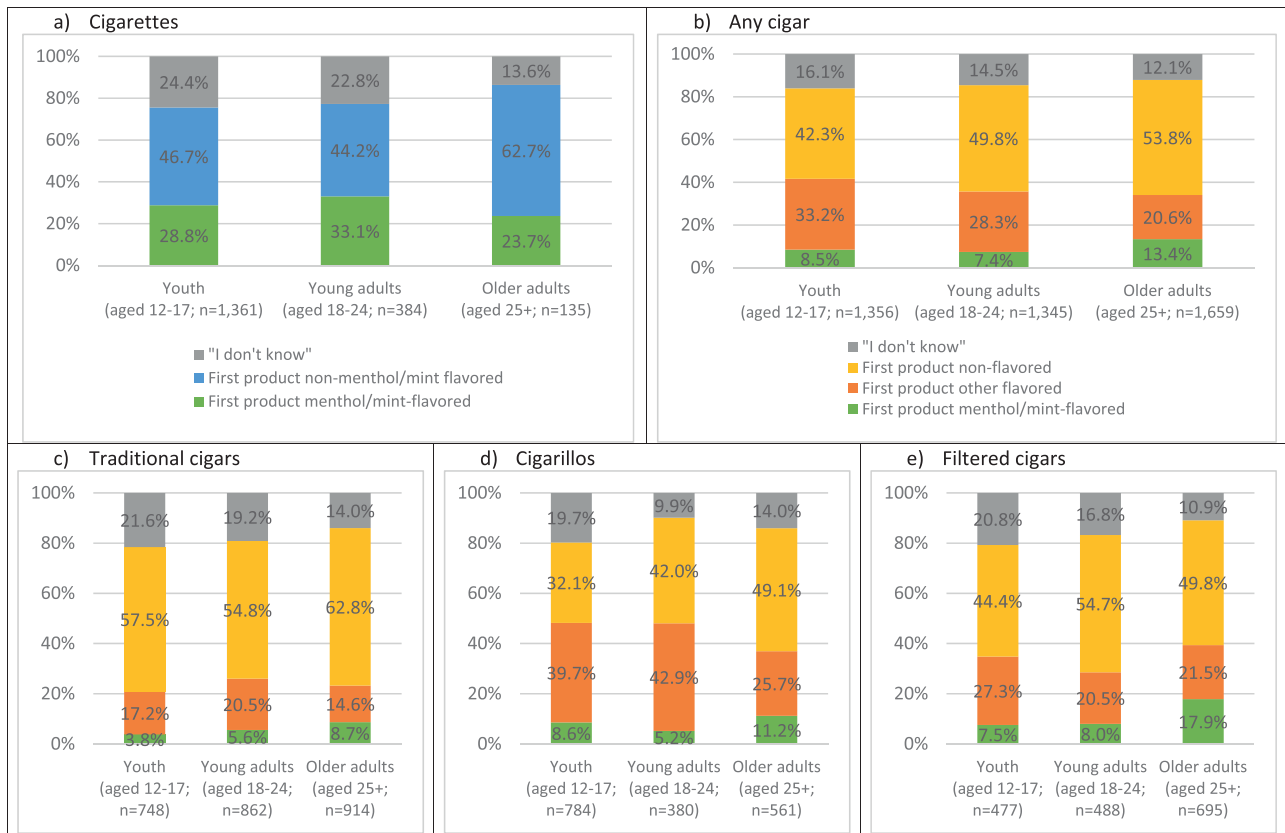 a) Cigarettes
100%
80%
60%
40%
20%
0%
24.4%
46.7%
28.8%
22.8%
44.2%
33.1%
13.6%
62.7%
23.7%
Youth
(aged 12-17; n=1,361)
Young adults
(aged 18-24; n=384)
Older adults
(aged 25+; n=135)
"I don't know"
First product non-menthol/mint flavored
First product menthol/mint-flavored
b) Any cigar
100%
80%
60%
40%
20%
0%
16.1%
42.3%
33.2%
8.5%
14.5%
49.8%
28.3%
7.4%
12.1%
53.8%
20.6%
13.4%
Youth
(aged 12-17; n=1,356)
Young adults
(aged 18-24; n=1,345)
Older adults
(aged 25+; n=1,659)
"I don't know"
First product non-flavored
First product other flavored
First product menthol/mint-flavored
c) Traditional cigars
100%
80%
60%
40%
20%
0%
21.6%
57.5%
17.2%
3.8%
19.2%
54.8%
20.5%
5.6%
14.0%
62.8%
14.6%
8.7%
Youth
(aged 12-17;
n=748)
Young adults
(aged 18-24;
n=862)
Older adults
(aged 25+;
n=914)
d) Cigarillos
100%
80%
60%
40%
20%
0%
19.7%
32.1%
39.7%
8.6%
9.9%
42.0%
42.9%
5.2%
14.0%
49.1%
25.7%
11.2%
Youth
(aged 12-17;
n=784)
Young adults
(aged 18-24;
n=380)
Older adults
(aged 25+;
n=561)
e) Filtered cigars
100%
80%
60%
40%
20%
0%
20.8%
44.4%
27.3%
7.5%
16.8%
54.7%
20.5%
8.0%
10.9%
49.8%
21.5%
17.9%
Youth
(aged 12-17;
n=477)
Young adults
(aged 18-24;
n=488)
Older adults
(aged 25+;
n=695)